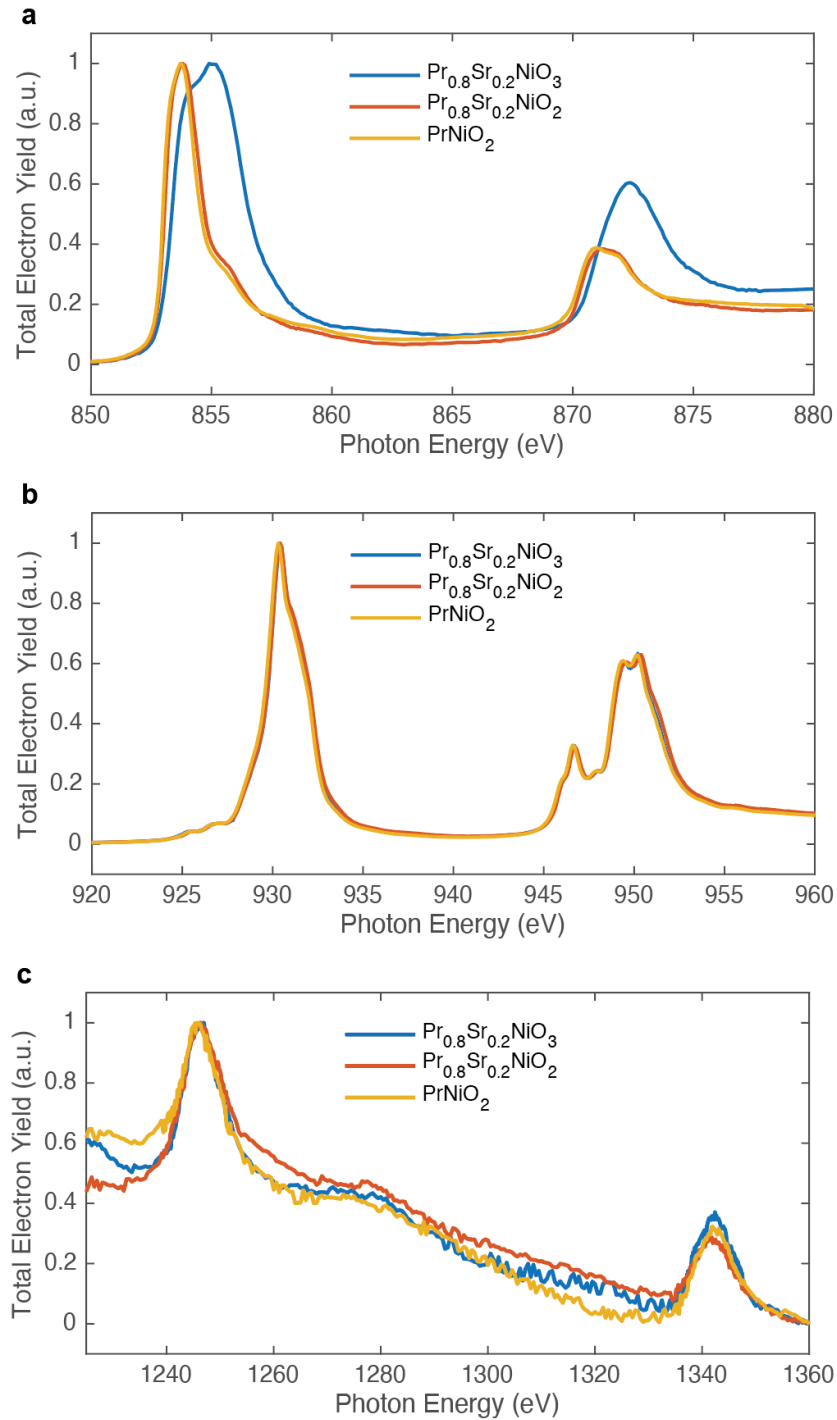 a
Total Electron Yield (a.u.)
1
0.8
0.6
0.4
0.2
0
Pr0.8Sr0.2NiO3
Pr0.8Sr0.2NiO2
PrNiO2
850 855 860 865 870 875 880
Photon Energy (eV)
b
Total Electron Yield (a.u.)
1
0.8
0.6
0.4
0.2
0
Pr0.8Sr0.2NiO3
Pr0.8Sr0.2NiO2
PrNiO2
920 925 930 935 940 945 950 955 960
Photon Energy (eV)
c
Total Electron Yield (a.u.)
1
0.8
0.6
0.4
0.2
0
Pr0.8Sr0.2NiO3
Pr0.8Sr0.2NiO2
PrNiO2
1240 1260 1280 1300 1320 1340 1360
Photon Energy (eV)